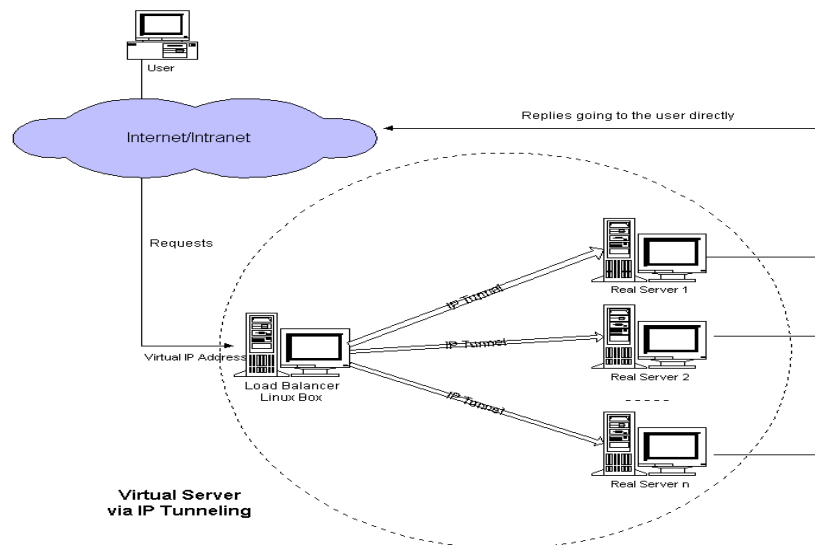 User
Internet/Intranet
Replies going to the user directly
Requests
Virtual IP Address
Load Balancer
Linux Box
IP Tunnel
IP Tunnel
IP Tunnel
Real Server 1
Real Server 2
Real Server n
Virtual Server
via IP Tunneling